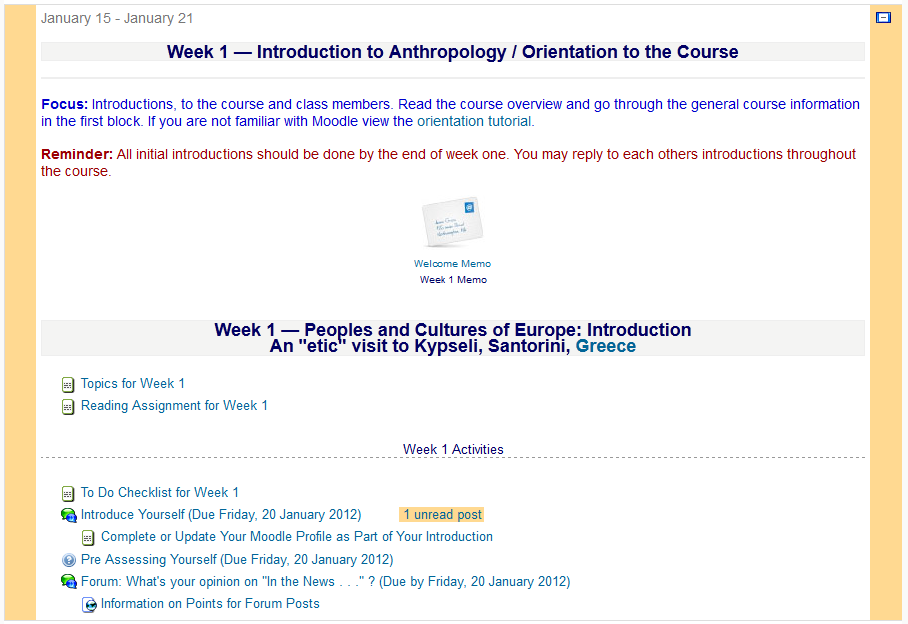 January 15 - January 21
Week 1 — Introduction to Anthropology / Orientation to the Course
Focus: Introductions, to the course and class members. Read the course overview and go through the general course information
in the first block. If you are not familiar with Moodle view the orientation tutorial.
Reminder: All initial introductions should be done by the end of week one. You may reply to each others introductions throughout
the course.
Welcome Memo
Week 1 Memo
Week 1 — Peoples and Cultures of Europe: Introduction
An "etic" visit to Kypseli, Santorini, Greece
Topics for Week 1
Reading Assignment for Week 1
Week 1 Activities
To Do Checklist for Week 1
Introduce Yourself (Due Friday, 20 January 2012) 1 unread post
Complete or Update Your Moodle Profile as Part of Your Introduction
Pre Assessing Yourself (Due Friday, 20 January 2012)
Forum: What's your opinion on "In the News . . ." ? (Due by Friday, 20 January 2012)
Information on Points for Forum Posts